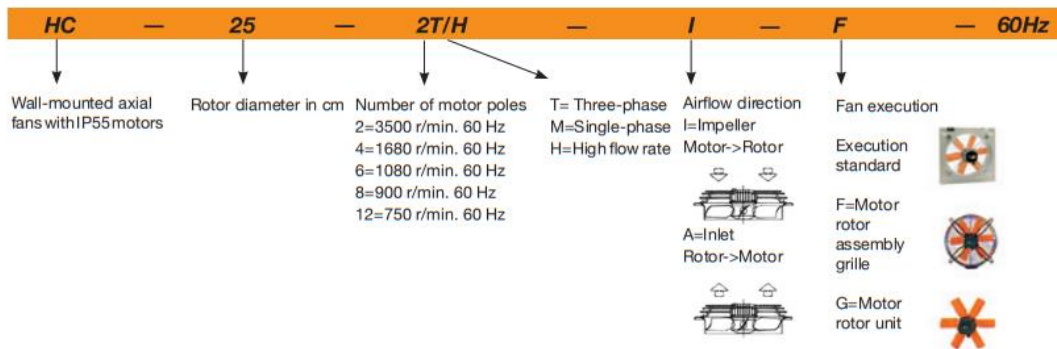 HC — 25 — 2T/H — I — F — 60Hz
Wall-mounted axial
fans with IP55 motors
Rotor diameter in cm
Number of motor poles
2=3500 r/min. 60 Hz
4=1680 r/min. 60 Hz
6=1080 r/min. 60 Hz
8=900 r/min. 60 Hz
12=750 r/min. 60 Hz
T= Three-phase
M=Single-phase
H=High flow rate
Airflow direction
I=Impeller
Motor->Rotor
A=Inlet
Rotor->Motor
Fan execution
Execution
standard
F=Motor
rotor
assembly
grille
G=Motor
rotor unit